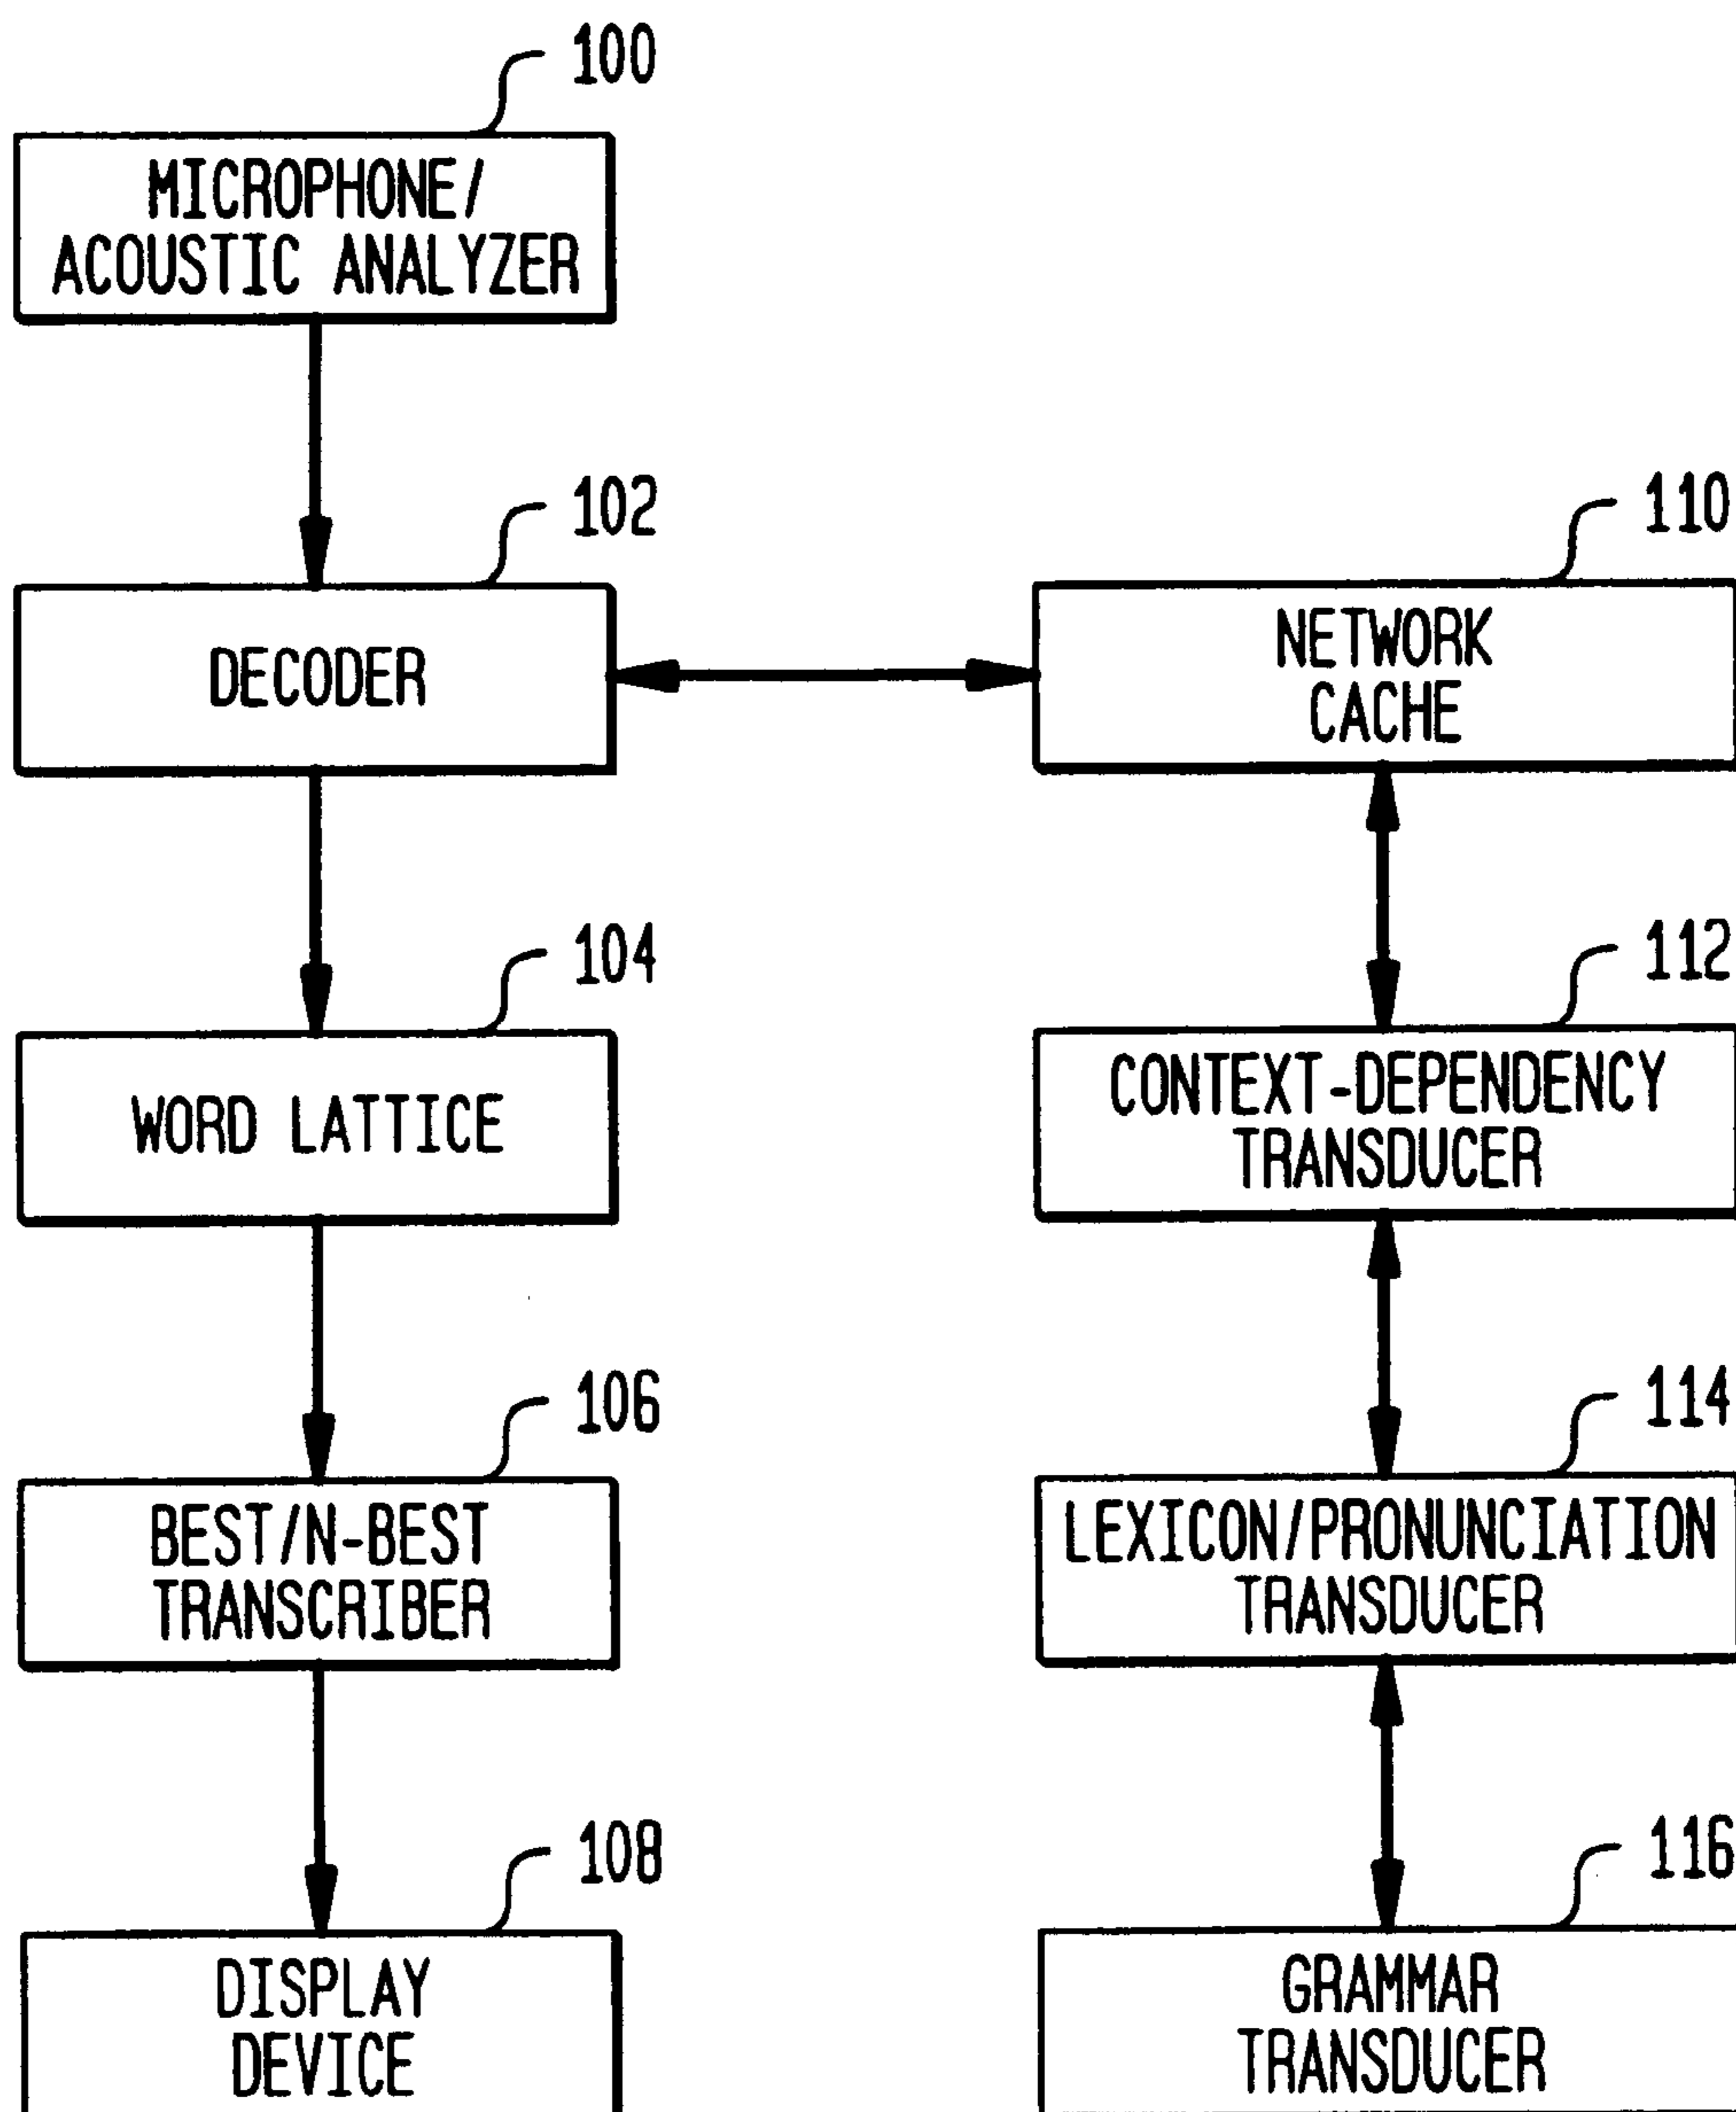 100
MICROPHONE/
ACOUSTIC ANALYZER
102
DECODER
104
WORD LATTICE
106
BEST/N-BEST
TRANSCRIBER
108
DISPLAY
DEVICE
110
NETWORK
CACHE
112
CONTEXT-DEPENDENCY
TRANSDUCER
114
LEXICON/PRONUNCIATION
TRANSDUCER
116
GRAMMAR
TRANSDUCER